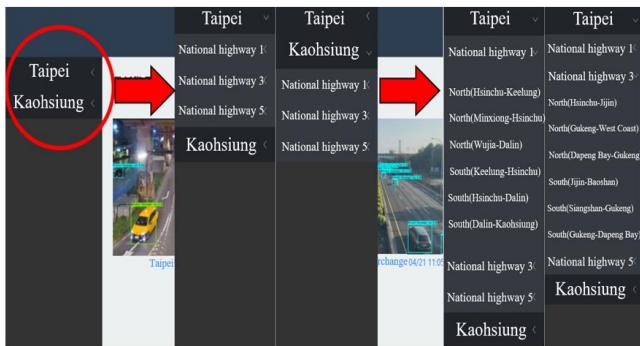 Taipei
Kaohsiung
Taipei
Taipei
National highway 1
National highway 3
National highway 5
Kaohsiung
Taipei
Kaohsiung
National highway 1
National highway 3
National highway 5
rchange 04/21 11:05
Taipei
National highway 1
North(Hsinchu-Keelung)
North(Minxiong-Hsinchu)
North(Wujia-Dalin)
South(Keelung-Hsinchu)
South(Hsinchu-Dalin)
South(Dalin-Kaohsiung)
National highway 3
National highway 5
Kaohsiung
Taipei
National highway 1
National highway 3
North(Hsinchu-Jijin)
North(Gukeng-West Coast)
North(Dapeng Bay-Gukeng
South(Jijin-Baoshan)
South(Siangshan-Gukeng)
South(Gukeng-Dapeng Bay)
National highway 5
Kaohsiung